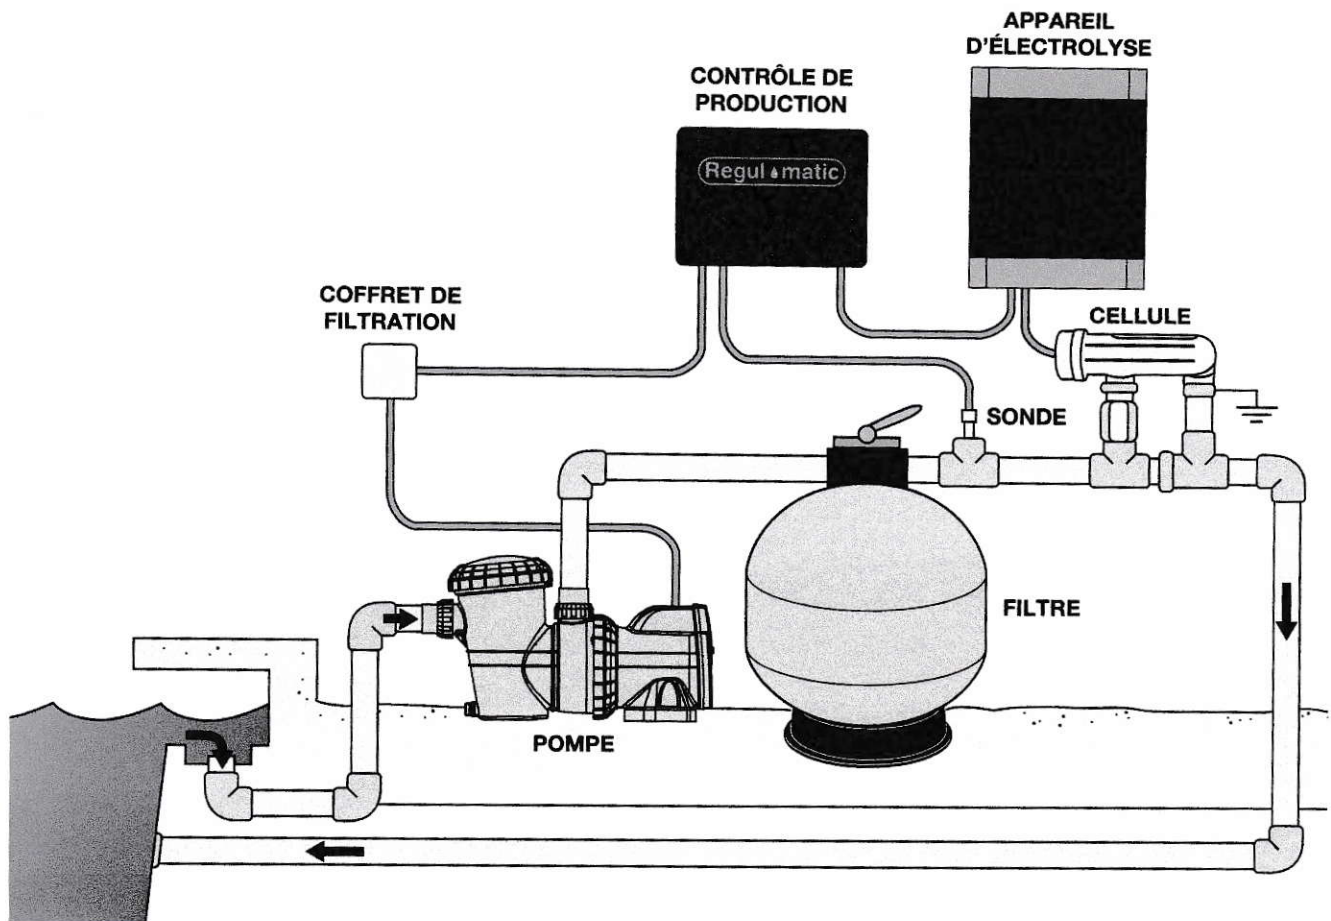 APPAREIL
D'ÉLECTROLYSE
CONTRÔLE DE
PRODUCTION
Regul matic
COFFRET DE
FILTRATION
CELLULE
SONDE
FILTRE
POMPE